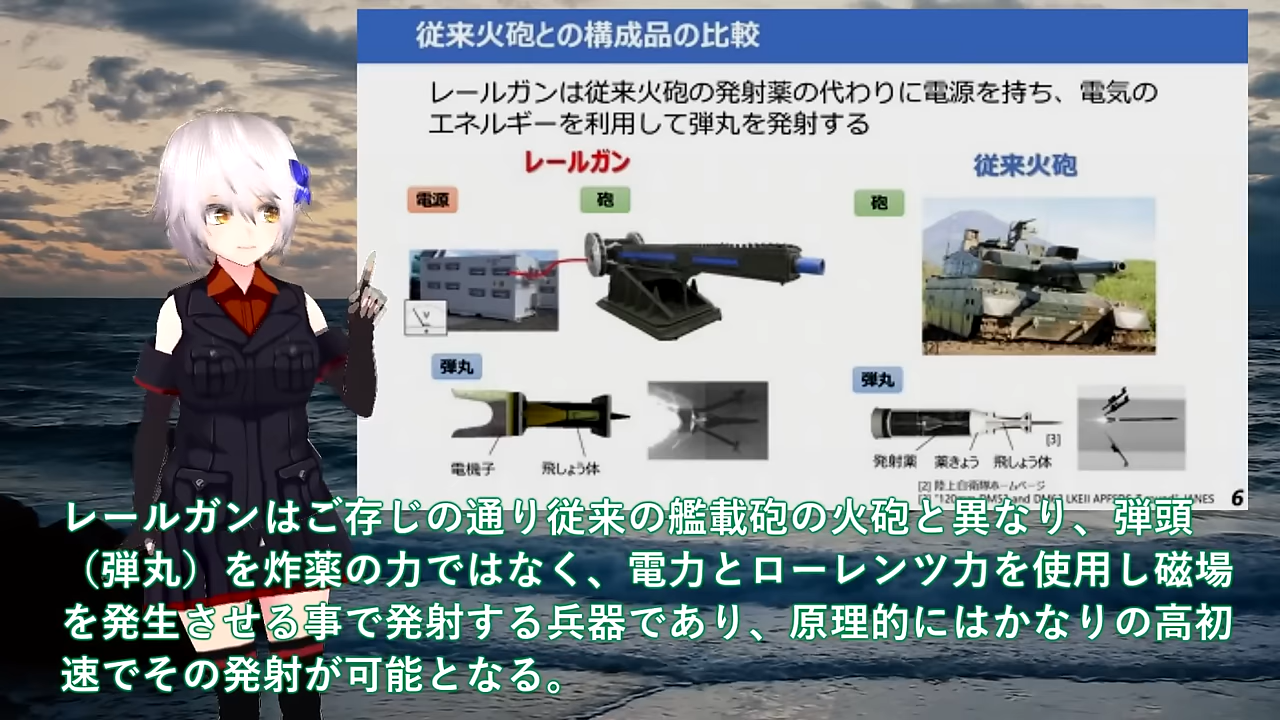 従来火砲との構成品の比較
レールガンは従来火砲の発射薬の代わりに電源を持ち、電気の
エネルギーを利用して弾丸を発射する
レールガン
従来火砲
電源
砲
砲
V
弾丸
弾丸
[2]
[3]
電機子
飛しょう体
発射薬
薬きょう
飛しょう体
[2] 陸上自衛隊ホームページ
DM53 and DM63 LKEII APFSDS JANES
6
レールガンはご存じの通り従来の艦載砲の火砲と異なり、弾頭
（弾丸）を炸薬の力ではなく、電力とローレンツ力を使用し磁場
を発生させる事で発射する兵器であり、原理的にはかなりの高初
速でその発射が可能となる。